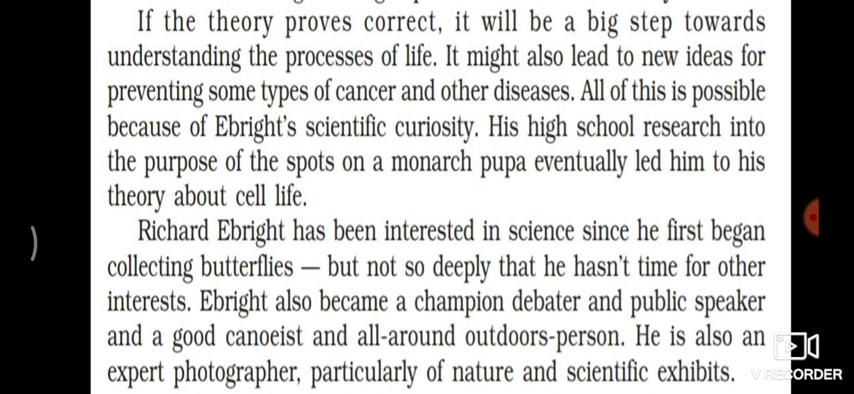 If the theory proves correct, it will be a big step towards
understanding the processes of life. It might also lead to new ideas for
preventing some types of cancer and other diseases. All of this is possible
because of Ebright's scientific curiosity. His high school research into
the purpose of the spots on a monarch pupa eventually led him to his
theory about cell life.
Richard Ebright has been interested in science since he first began
collecting butterflies — but not so deeply that he hasn't time for other
interests. Ebright also became a champion debater and public speaker
and a good canoeist and all-around outdoors-person. He is also an
expert photographer, particularly of nature and scientific exhibits.
V RECORDER